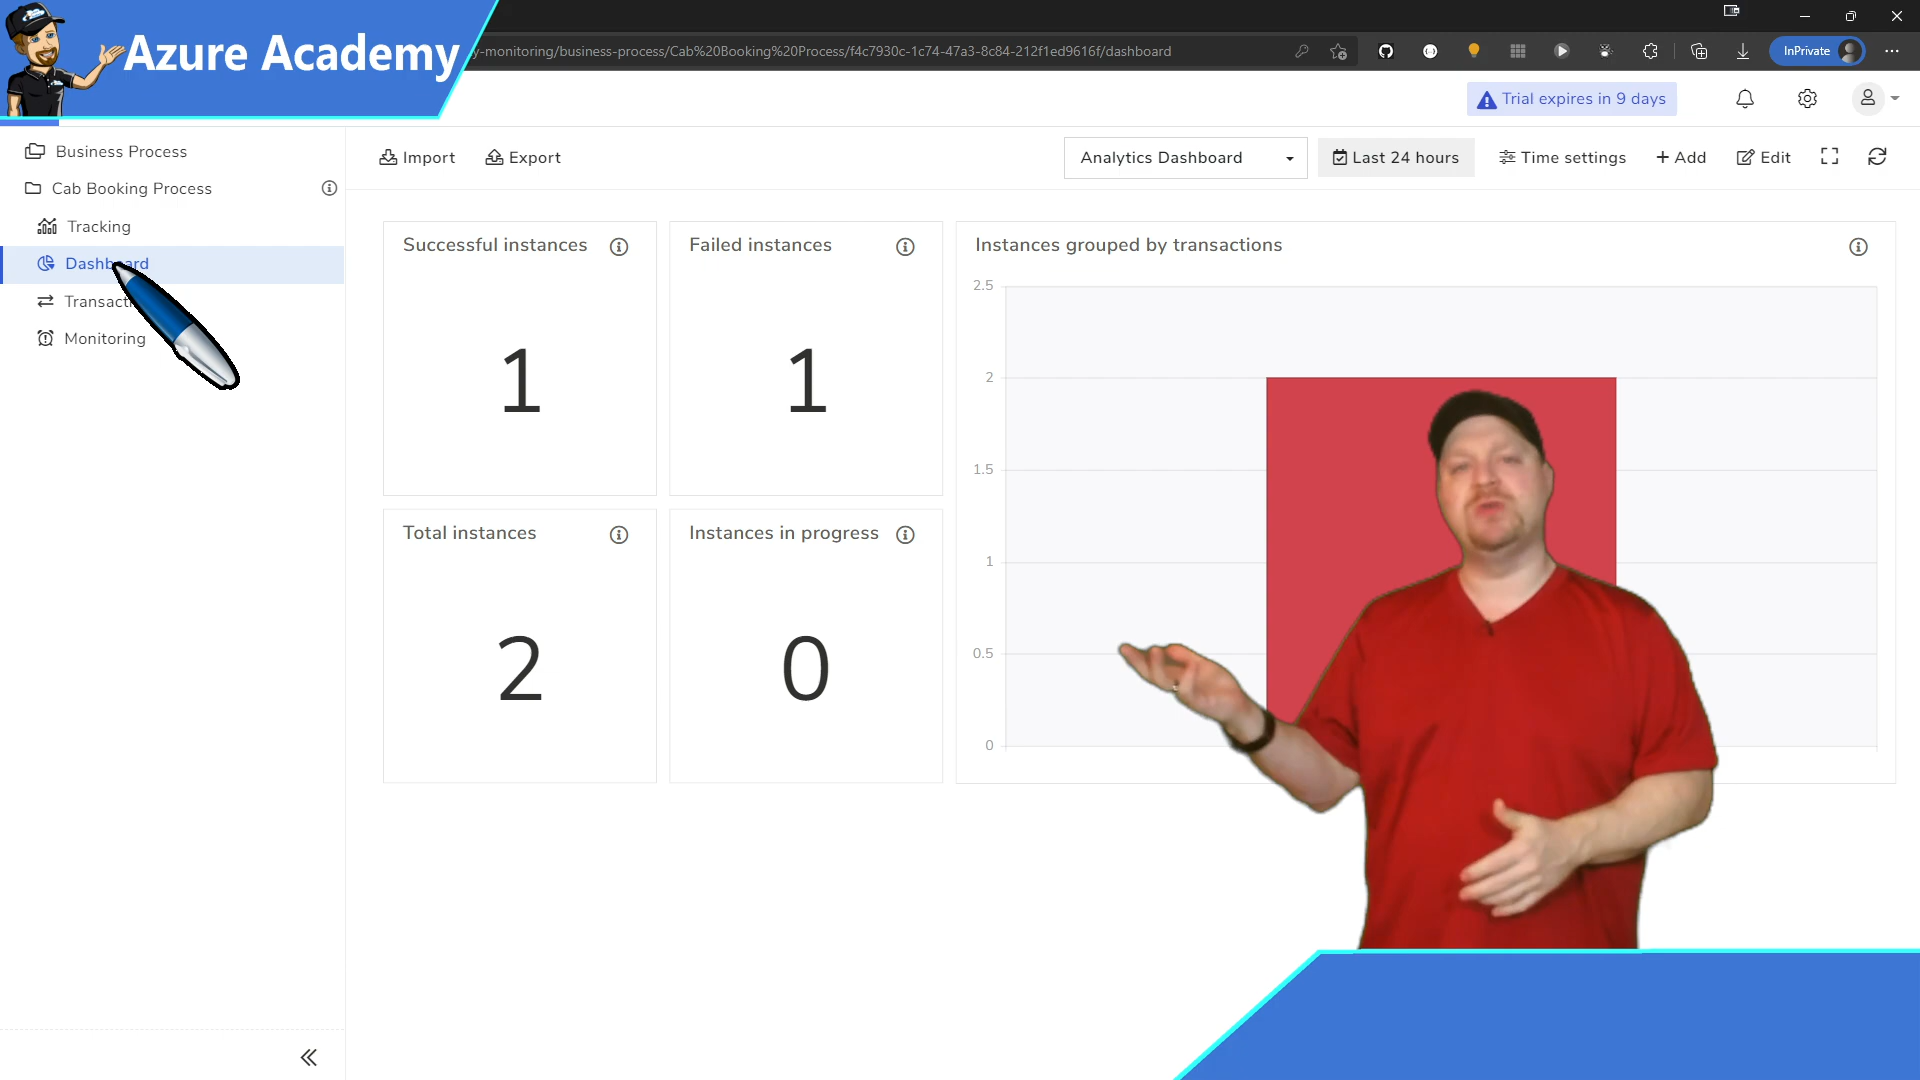 Azure Academy
y-monitoring/business-process/Cab%20Booking%20Process/f4c7930c-1c74-47a3-8c84-212f1ed9616f/dashboard
InPrivate
Trial expires in 9 days
Business Process
Cab Booking Process
Tracking
Dashboard
Transact
Monitoring
Import
Export
Analytics Dashboard
Last 24 hours
Time settings
+ Add
Edit
Successful instances
1
Failed instances
1
Total instances
2
Instances in progress
0
Instances grouped by transactions
2.5
2
1.5
1
0.5
0